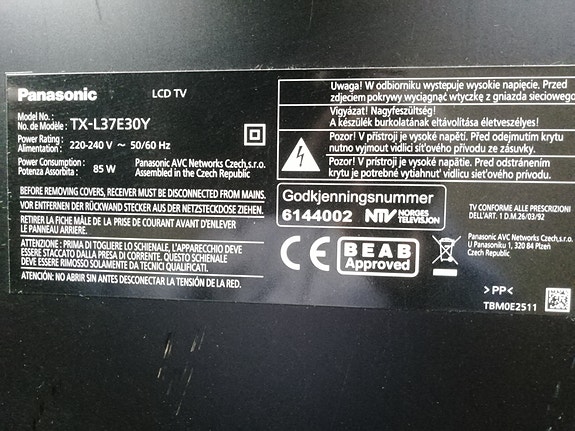 Panasonic LCD TV
Model No.:
No. de Modèle: TX-L37E30Y
Power Rating:
Alimentation: 220-240 V ~ 50/60 Hz
Power Consumption:
Potenza Assorbita: 85 W
Panasonic AVC Networks Czech,s.r.o.
Assembled in the Czech Republic
BEFORE REMOVING COVERS, RECEIVER MUST BE DISCONNECTED FROM MAINS.
VOR ENTFERNEN DER RÜCKWAND STECKER AUS DER NETZSTECKDOSE ZIEHEN.
RETIRER LA FICHE MÂLE DE LA PRISE DE COURANT AVANT D'ENLEVER
LE PANNEAU ARRIERE.
ATTENZIONE : PRIMA DI TOGLIERE LO SCHIENALE, L'APPARECCHIO DEVE
ESSERE STACCATO DALLA PRESA DI CORRENTE. QUESTO SCHIENALE
DEVE ESSERE RIMOSSO SOLAMENTE DA TECNICI QUALIFICATI.
ATENCIÓN: NO ABRIR SIN ANTES DESCONECTAR LA TENSIÓN DE LA RED.
Uwaga! W odbiorniku wystepuje wysokie napięcie. Przed
zdjeciem pokrywy wyciągnąć wtyczkę z gniazda sieciowego
Vigyázat! Nagyfeszültség!
A készülék burkolatának eltávolítása életveszélyes!
Pozor! V přístroji je vysoké napětí. Před odejmutím krytu
nutno vyjmout vidlici síťového přívodu ze zásuvky.
Pozor! V prístroji je vysoké napätie. Pred odstránením
krytu je potrebné vytiahnut' vidlicu siet'ového prívodu.
Godkjenningsnummer
6144002 NTV NORGES
TELEVISJON
TV CONFORME ALLE PRESCRIZIONI
DELL'ART. 1 D.M.26/03/92
CE BEAB
Approved
Panasonic AVC Networks Czech,s.r.o.
U Panasoniku 1, 320 84 Plzeň
Czech Republic
>PP<
TBM0E2511